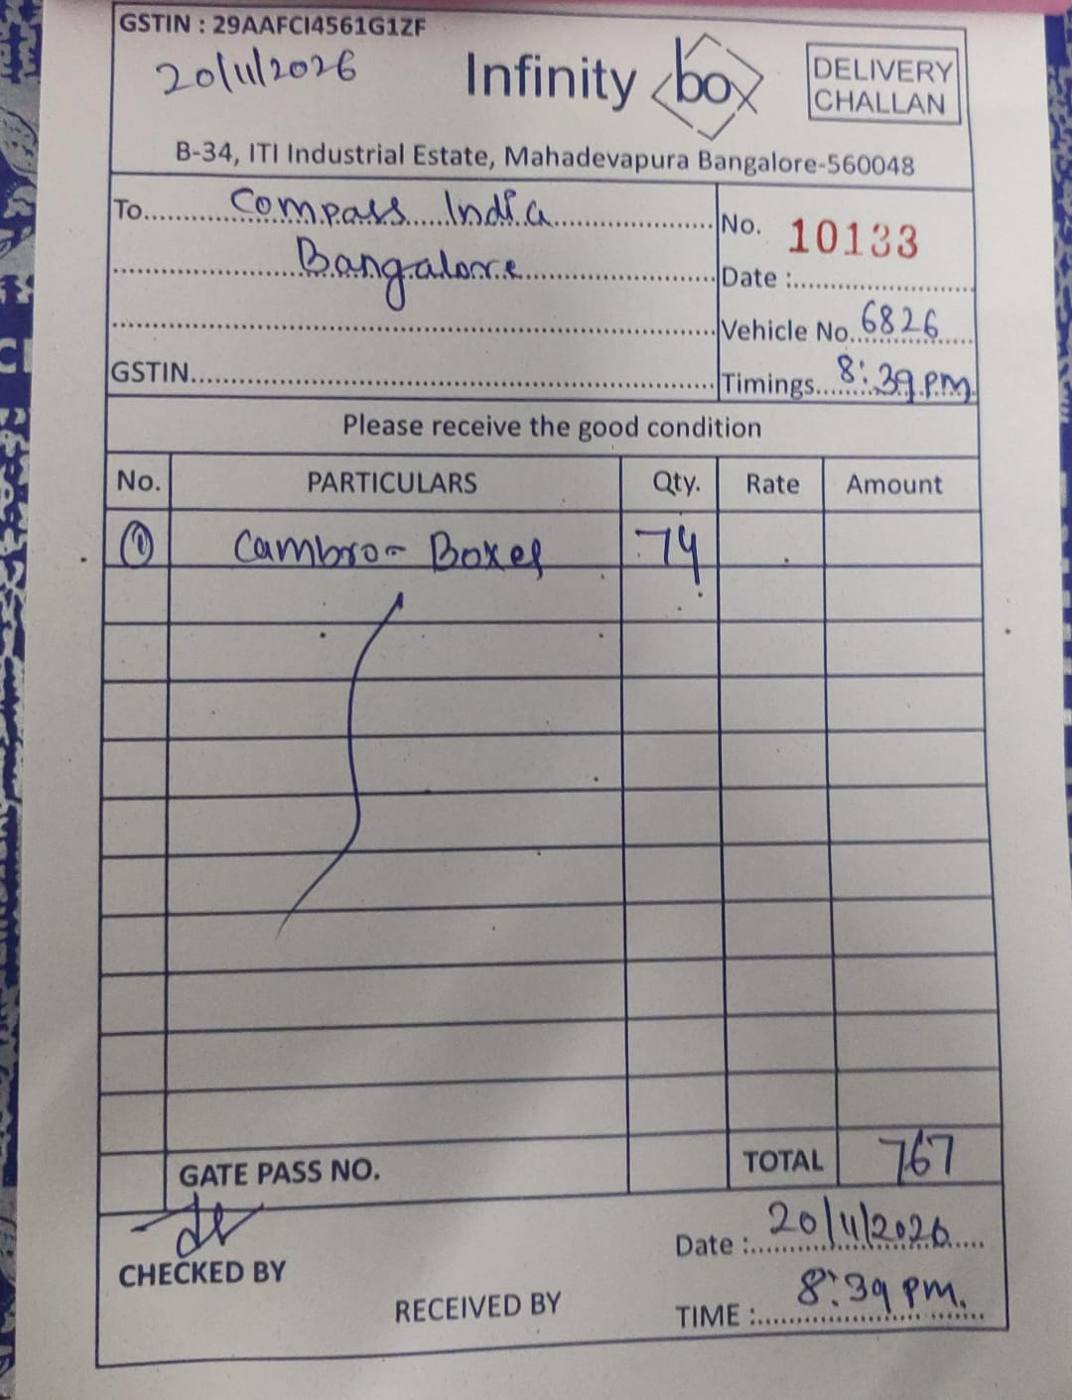 GSTIN : 29AAFCI4561G1ZF
20/11/2026
Infinity box
DELIVERY
CHALLAN
B-34, ITI Industrial Estate, Mahadevapura Bangalore-560048
To Compass India
Bangalore
GSTIN
No. 10133
Date :
Vehicle No. 6826
Timings 8:39 pm
Please receive the good condition
No. PARTICULARS Qty. Rate Amount
① Cambro- Boxes 74
GATE PASS NO. TOTAL 767
CHECKED BY
RECEIVED BY
Date : 20/11/2026
TIME : 8:39 pm.